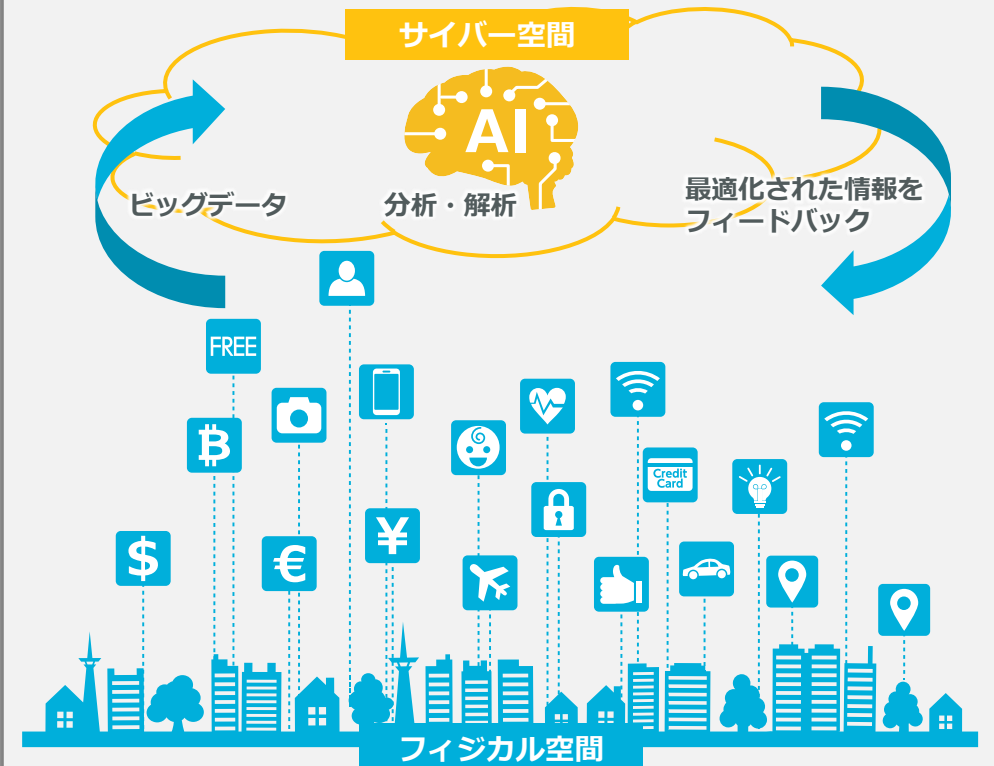 サイバー空間
AI
ビッグデータ
分析・解析
最適化された情報を
フィードバック
FREE
Credit
Card
$
€
¥
フィジカル空間